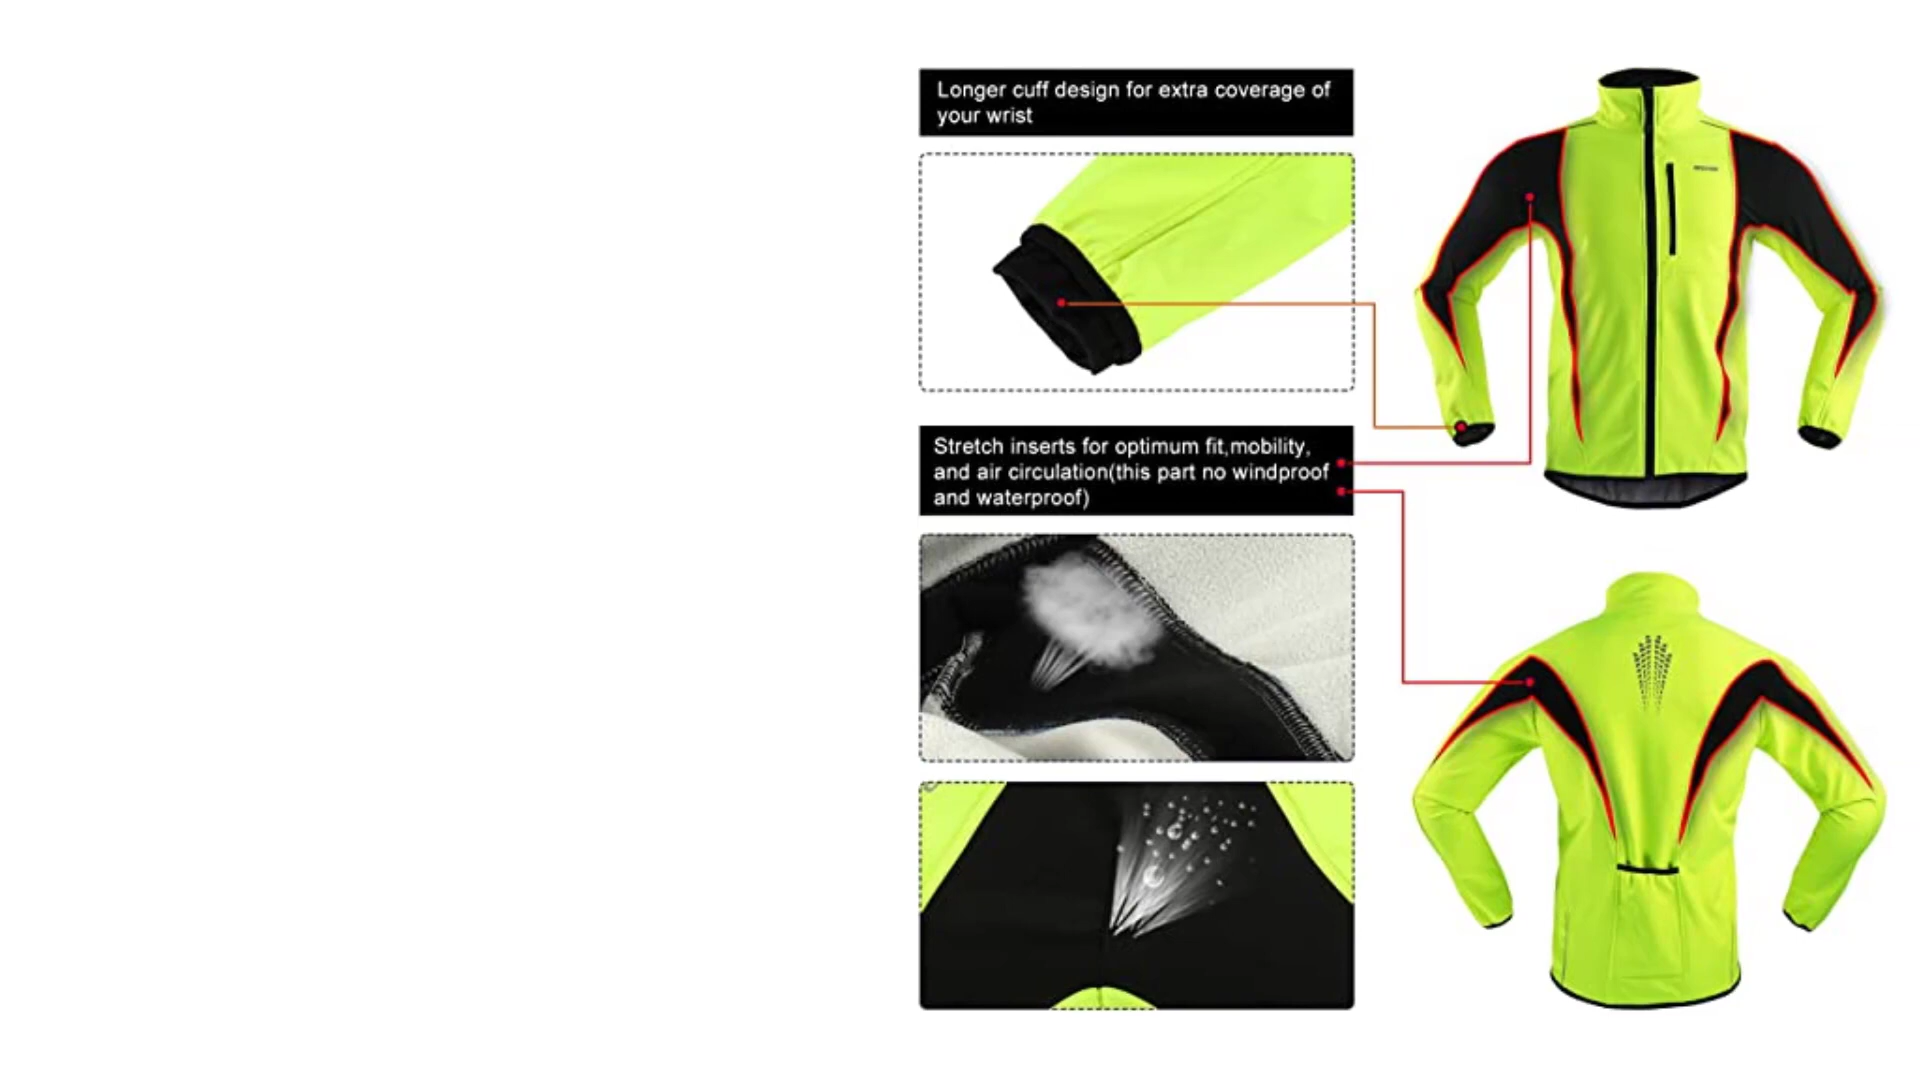 Longer cuff design for extra coverage of
your wrist
Stretch inserts for optimum fit,mobility,
and air circulation(this part no windproof
and waterproof)